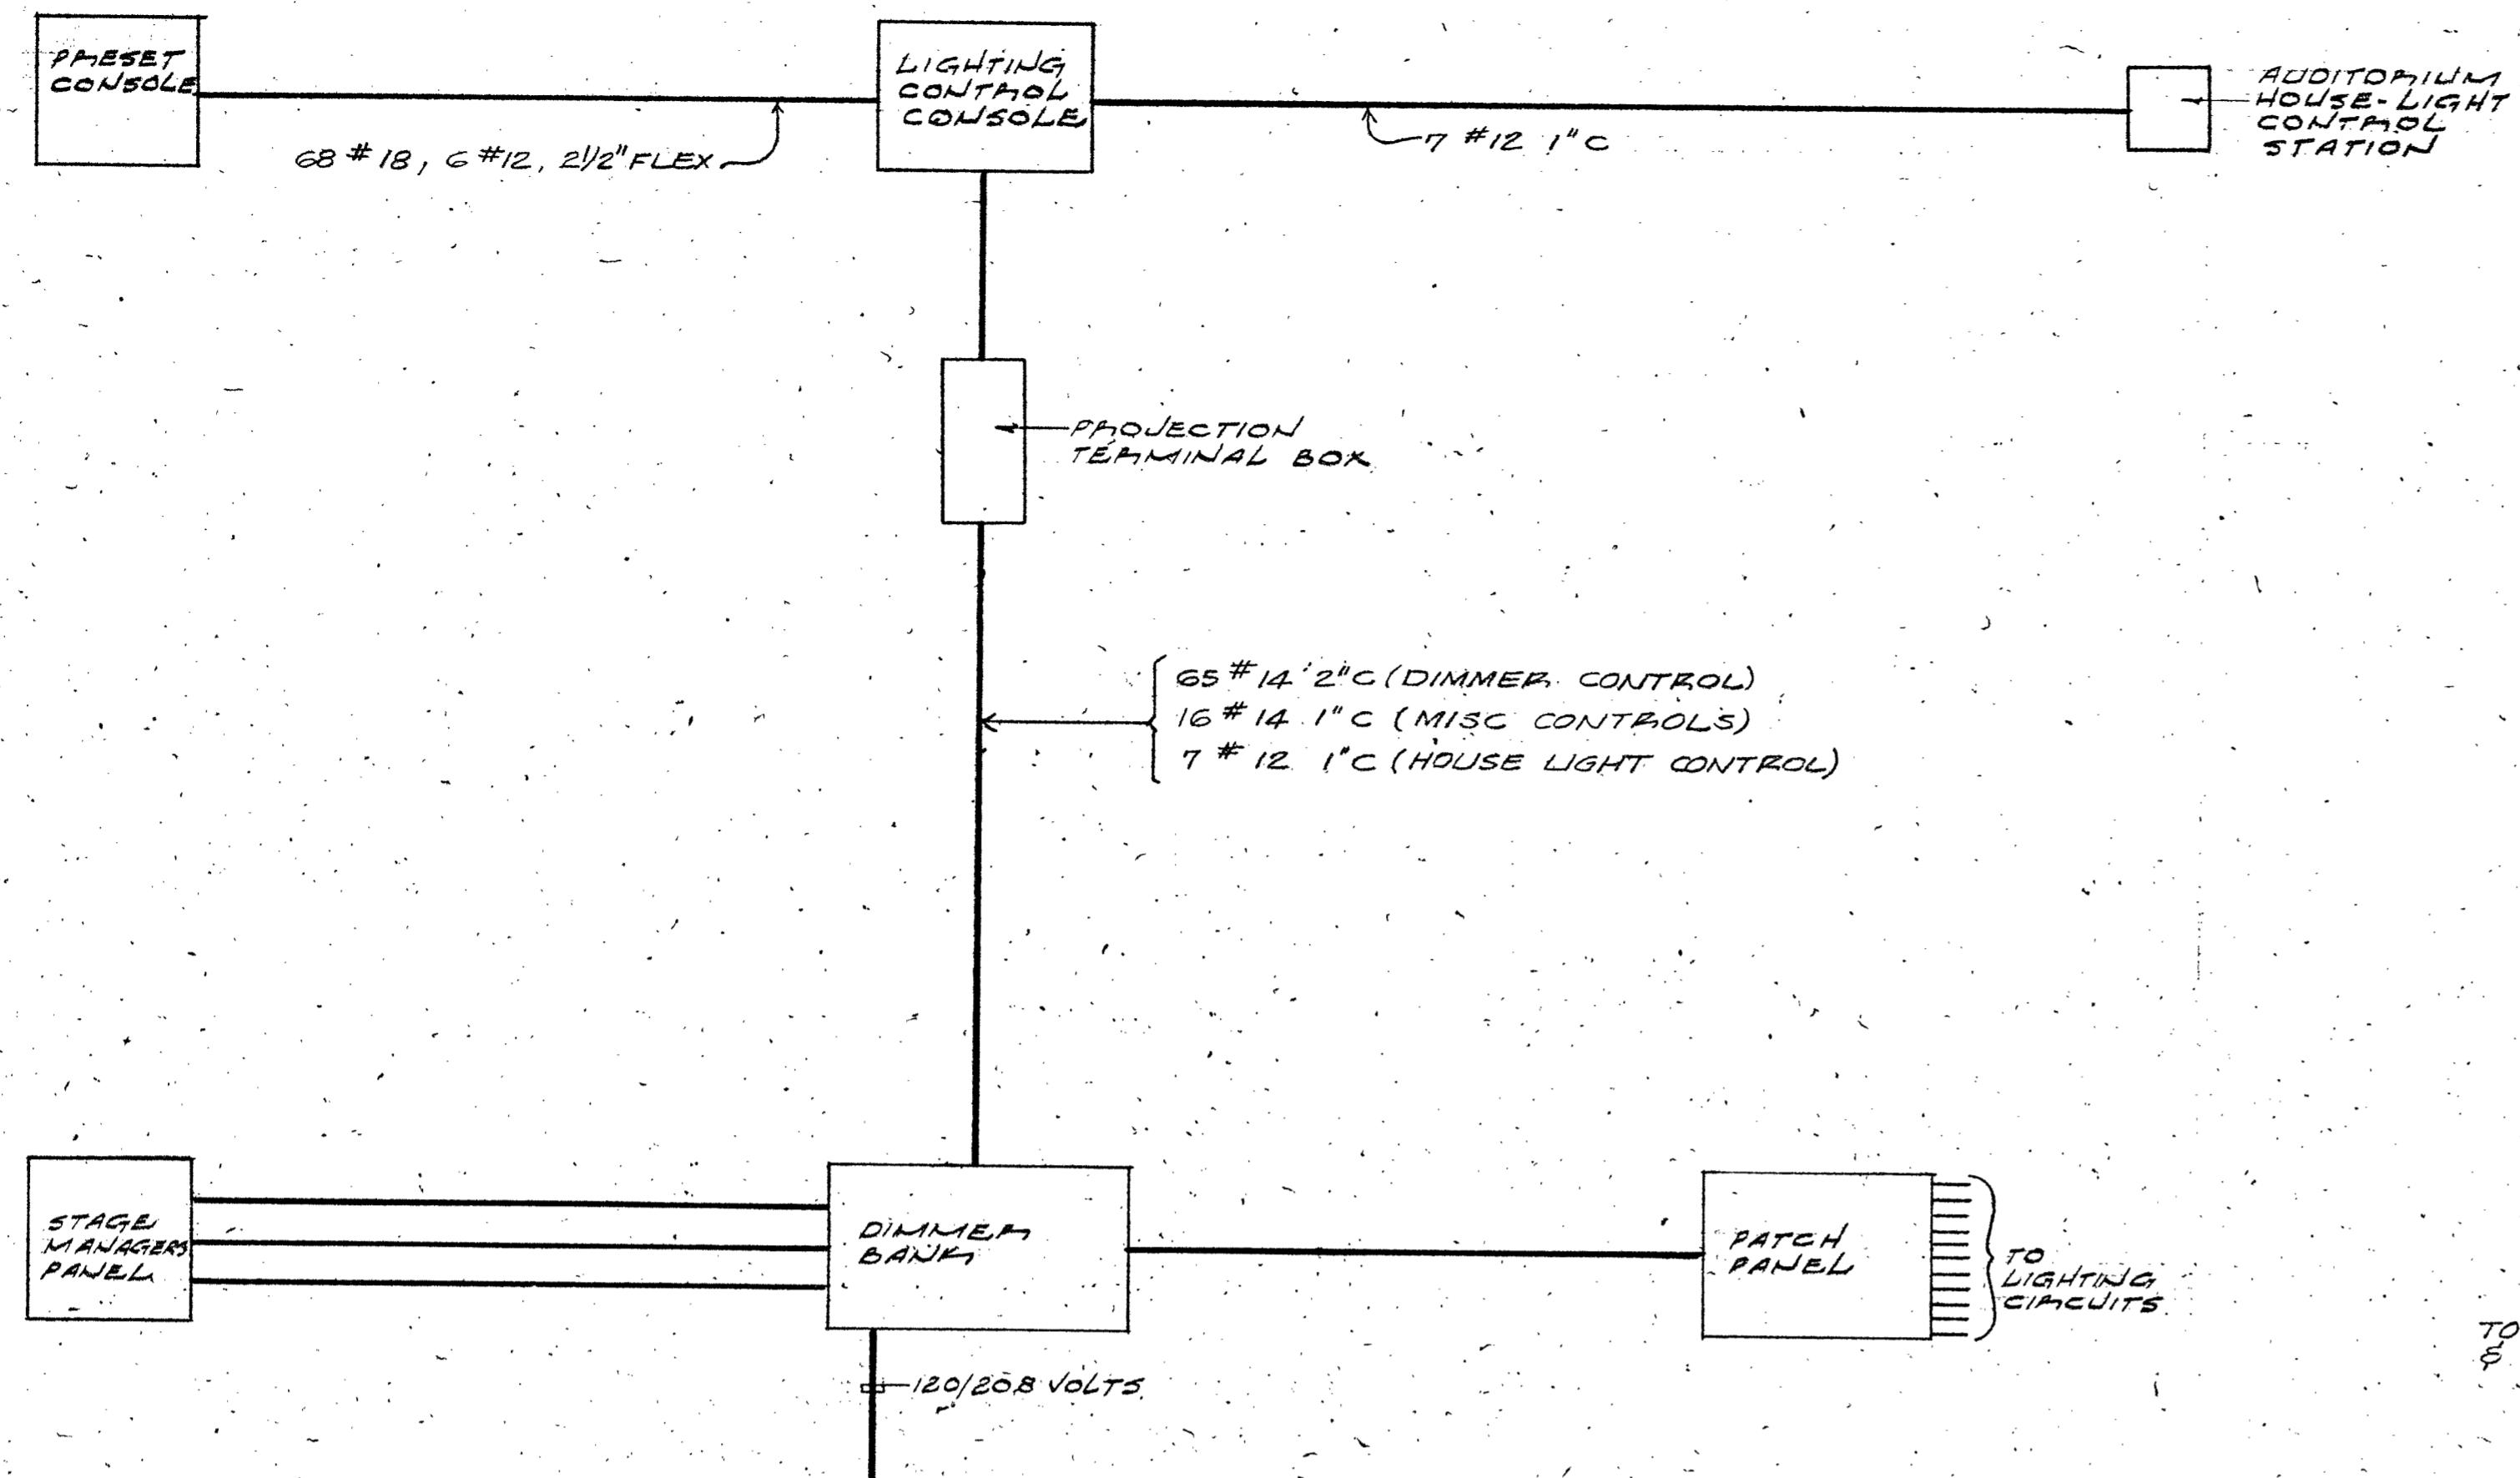 PRESET
CONSOLE
LIGHTING
CONTROL
CONSOLE
AUDITORIUM
HOUSE-LIGHT
CONTROL
STATION
68 #18, 6 #12, 2 1/2" FLEX
7 #12 1" C
PROJECTION
TERMINAL BOX
65 #14 2" C (DIMMER CONTROL)
16 #14 1" C (MISC CONTROLS)
7 #12 1" C (HOUSE LIGHT CONTROL)
STAGE
MANAGERS
PANEL
DIMMER
BANK
PATCH
PANEL
TO
LIGHTING
CIRCUITS
TO
&
120/208 VOLTS